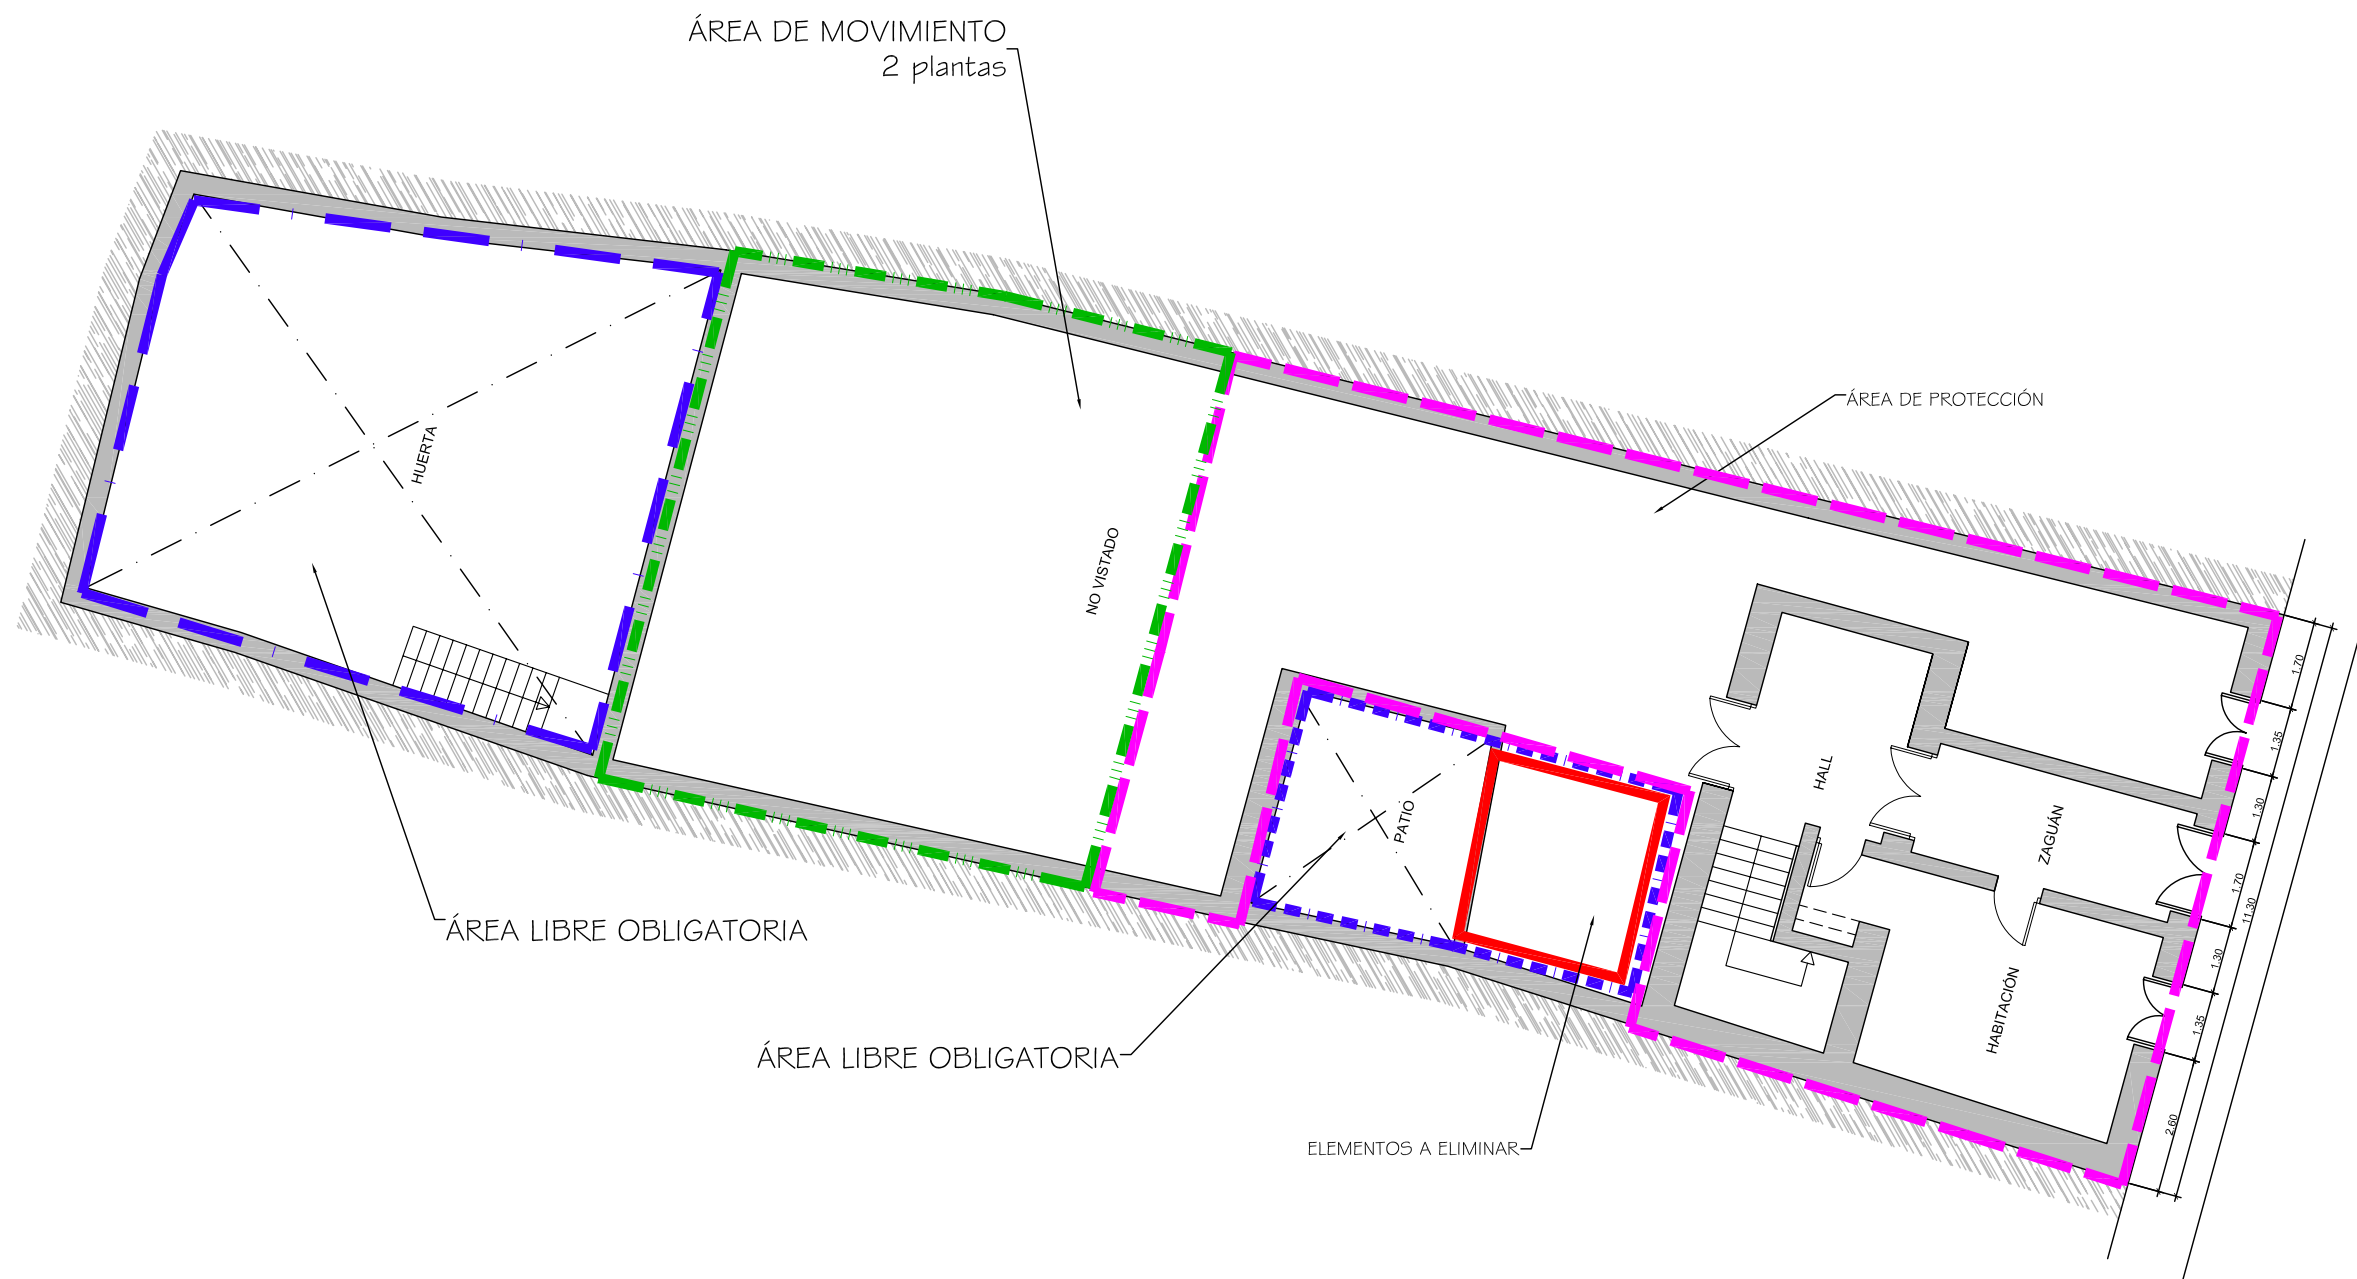 ÁREA DE MOVIMIENTO
2 plantas
ÁREA DE PROTECCIÓN
HUERTA
NO VISTADO
PATIO
HALL
ZAGUÁN
HABITACIÓN
ÁREA LIBRE OBLIGATORIA
ÁREA LIBRE OBLIGATORIA
ELEMENTOS A ELIMINAR
1.70
1.35
1.30
1.70
11.30
1.30
1.35
2.60